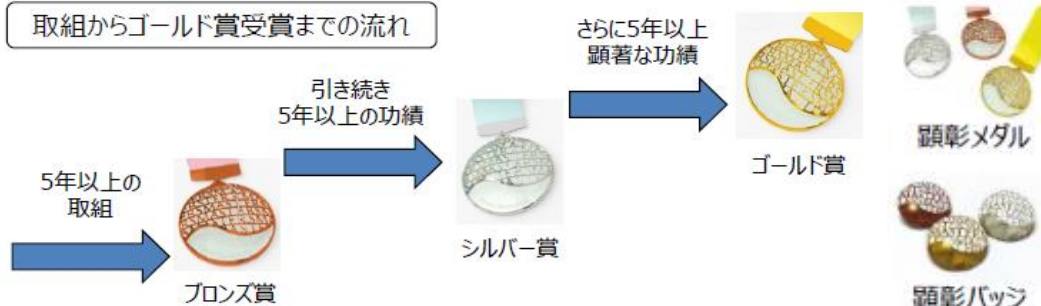 取組からゴールド賞受賞までの流れ
5年以上の
取組
ブロンズ賞
引き続き
5年以上の功績
シルバー賞
さらに5年以上
顕著な功績
ゴールド賞
顕彰メダル
顕彰バッジ